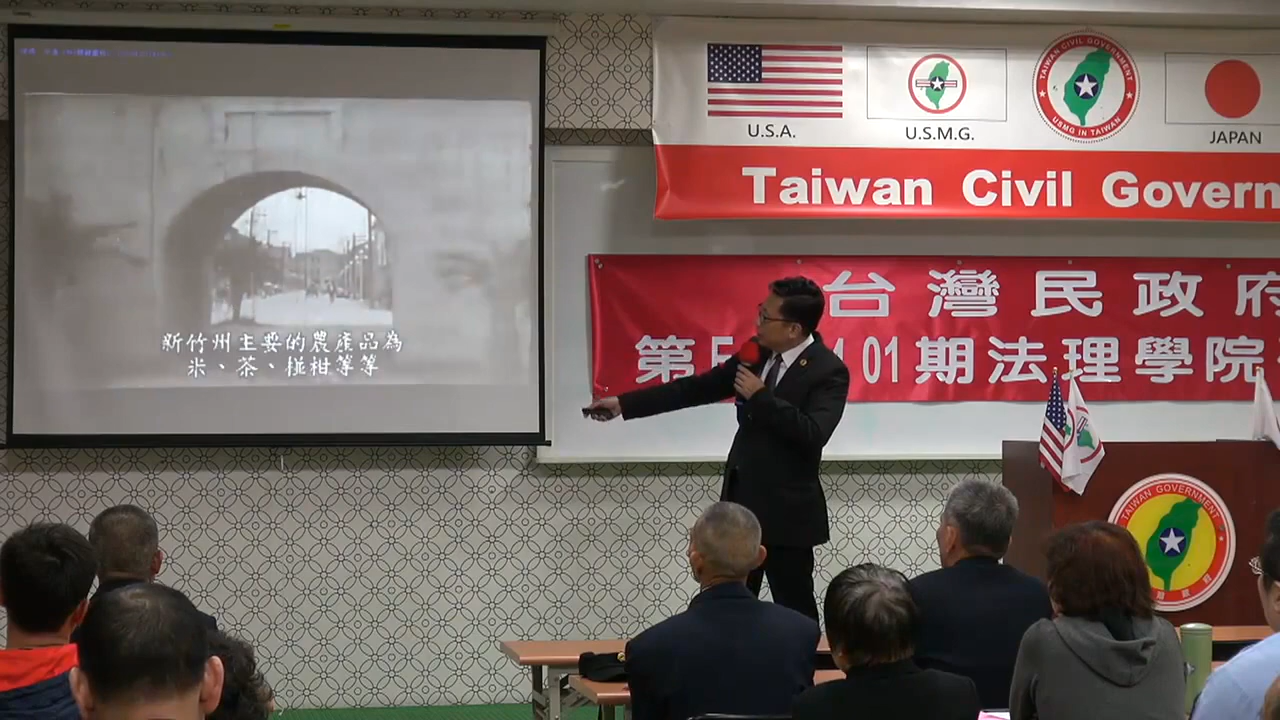 新竹州主要的農產品為
米、茶、椪柑等等
U.S.A.
U.S.M.G.
TAIWAN CIVIL GOVERNMENT
USMG IN TAIWAN
JAPAN
Taiwan Civil Governm
台灣民政府
第 01期法理學院
TAIWAN GOVERNMENT